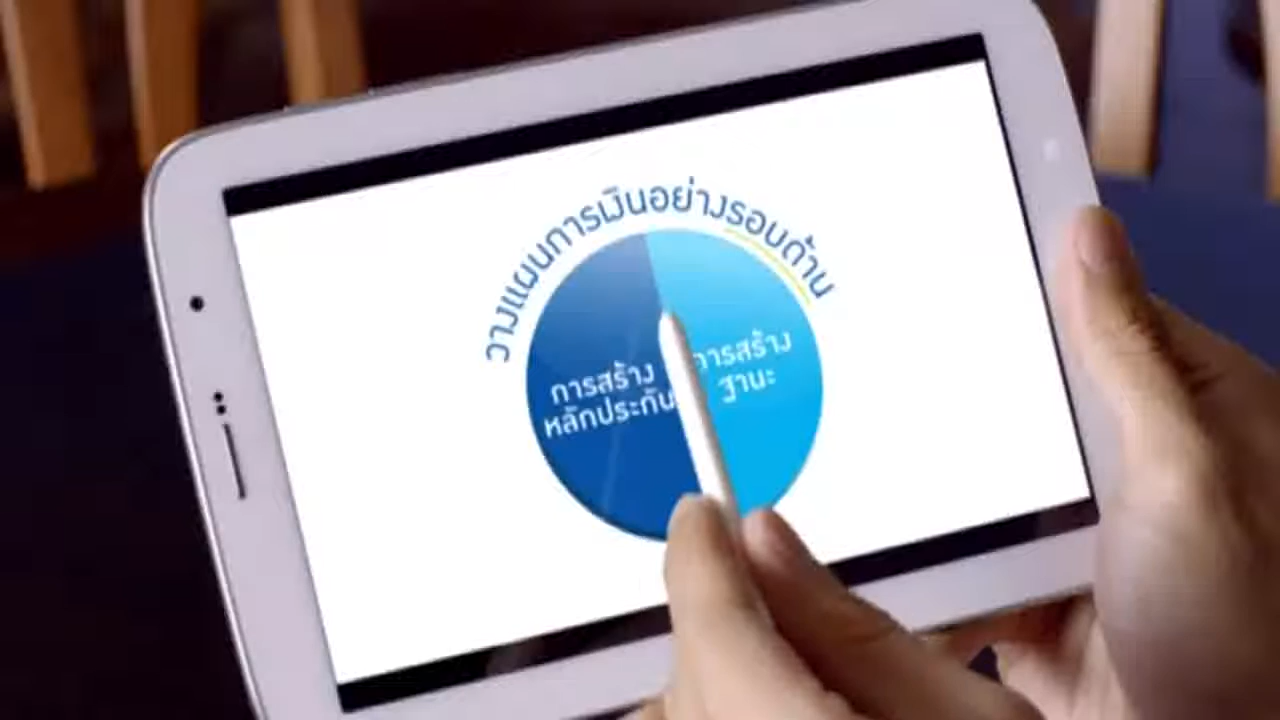 วางแผนการเงินอย่างรอบด้าน
การสร้าง
หลักประกัน
การสร้าง
ฐานะ